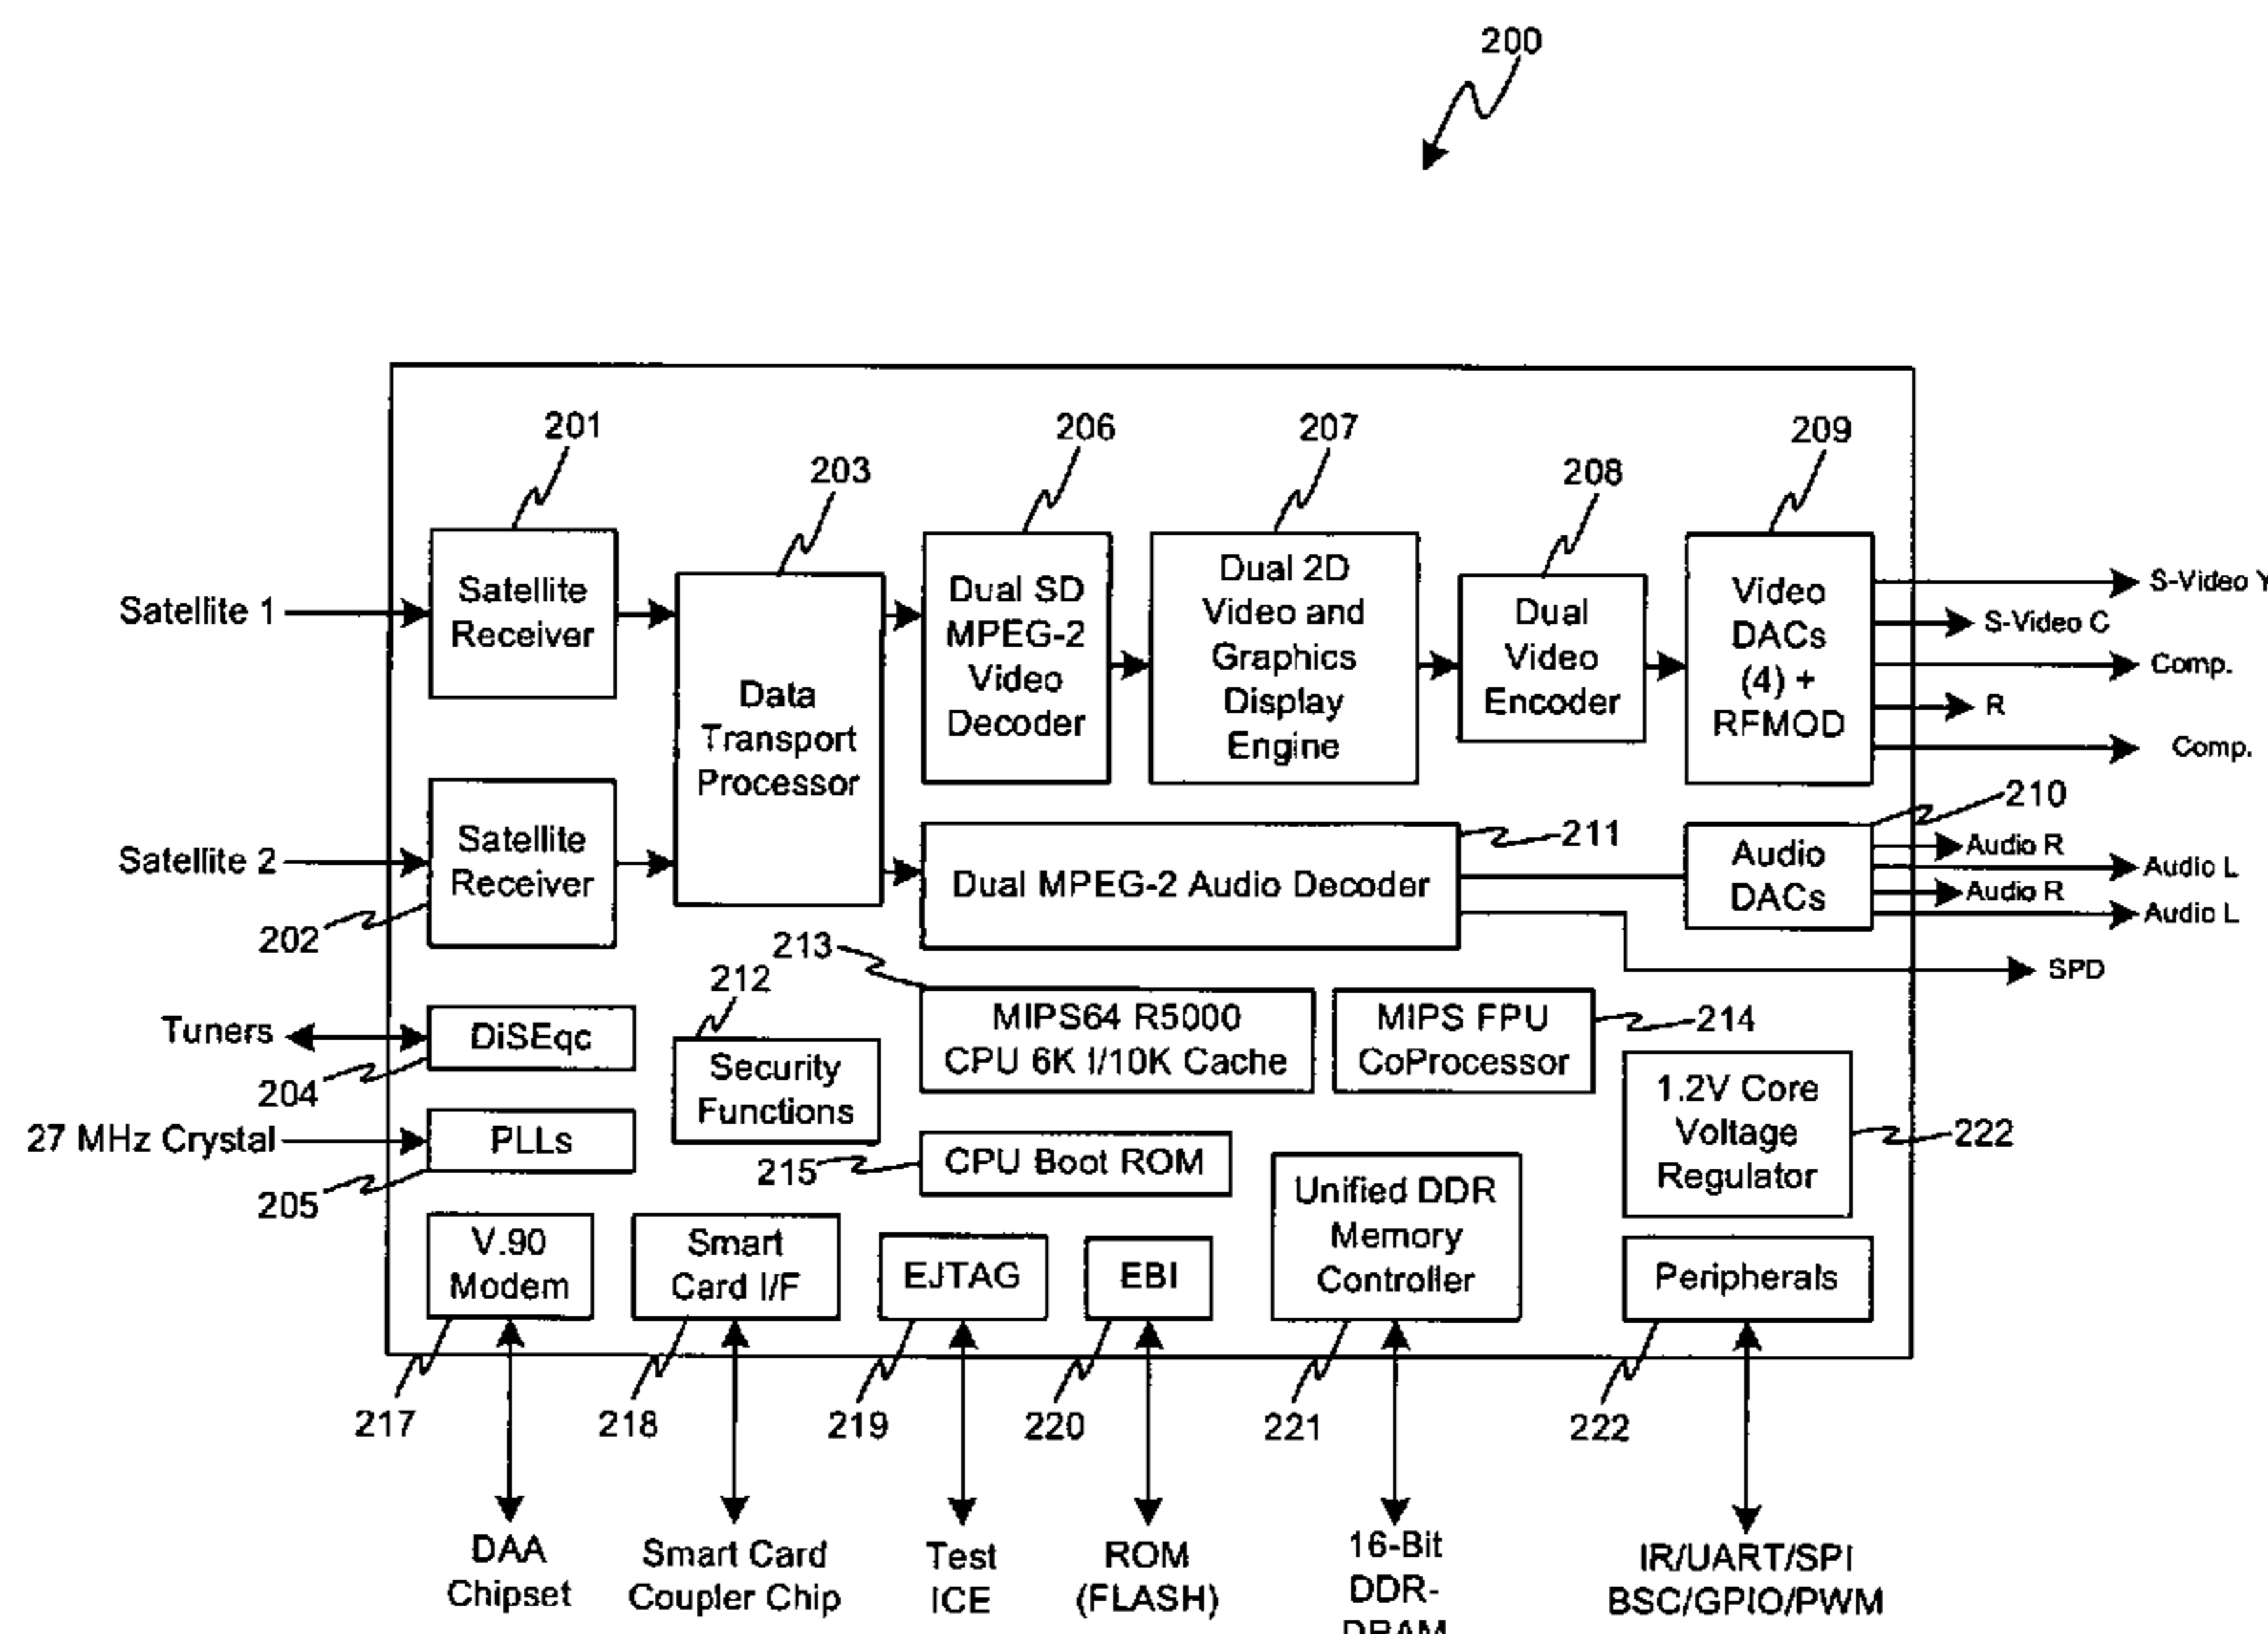 200
201
206
207
209
203
208
Satellite 1
Satellite
Receiver
Data
Transport
Processor
Dual SD
MPEG-2
Video
Decoder
Dual 2D
Video and
Graphics
Display
Engine
Dual
Video
Encoder
Video
DACs
(4) +
RFMOD
S-Video Y
S-Video C
Comp.
R
Comp.
210
Satellite 2
Satellite
Receiver
202
Dual MPEG-2 Audio Decoder
211
Audio
DACs
Audio R
Audio L
Audio R
Audio L
SPD
213
212
Tuners
DiSEqc
204
Security
Functions
MIPS64 R5000
CPU 6K I/10K Cache
MIPS FPU
CoProcessor
214
27 MHz Crystal
PLLs
205
215
CPU Boot ROM
1.2V Core
Voltage
Regulator
222
V.90
Modem
Smart
Card I/F
EJTAG
EBI
Unified DDR
Memory
Controller
Peripherals
217
218
219
220
221
222
DAA
Chipset
Smart Card
Coupler Chip
Test
ICE
ROM
(FLASH)
16-Bit
DDR-
DRAM
IR/UART/SPI
BSC/GPIO/PWM